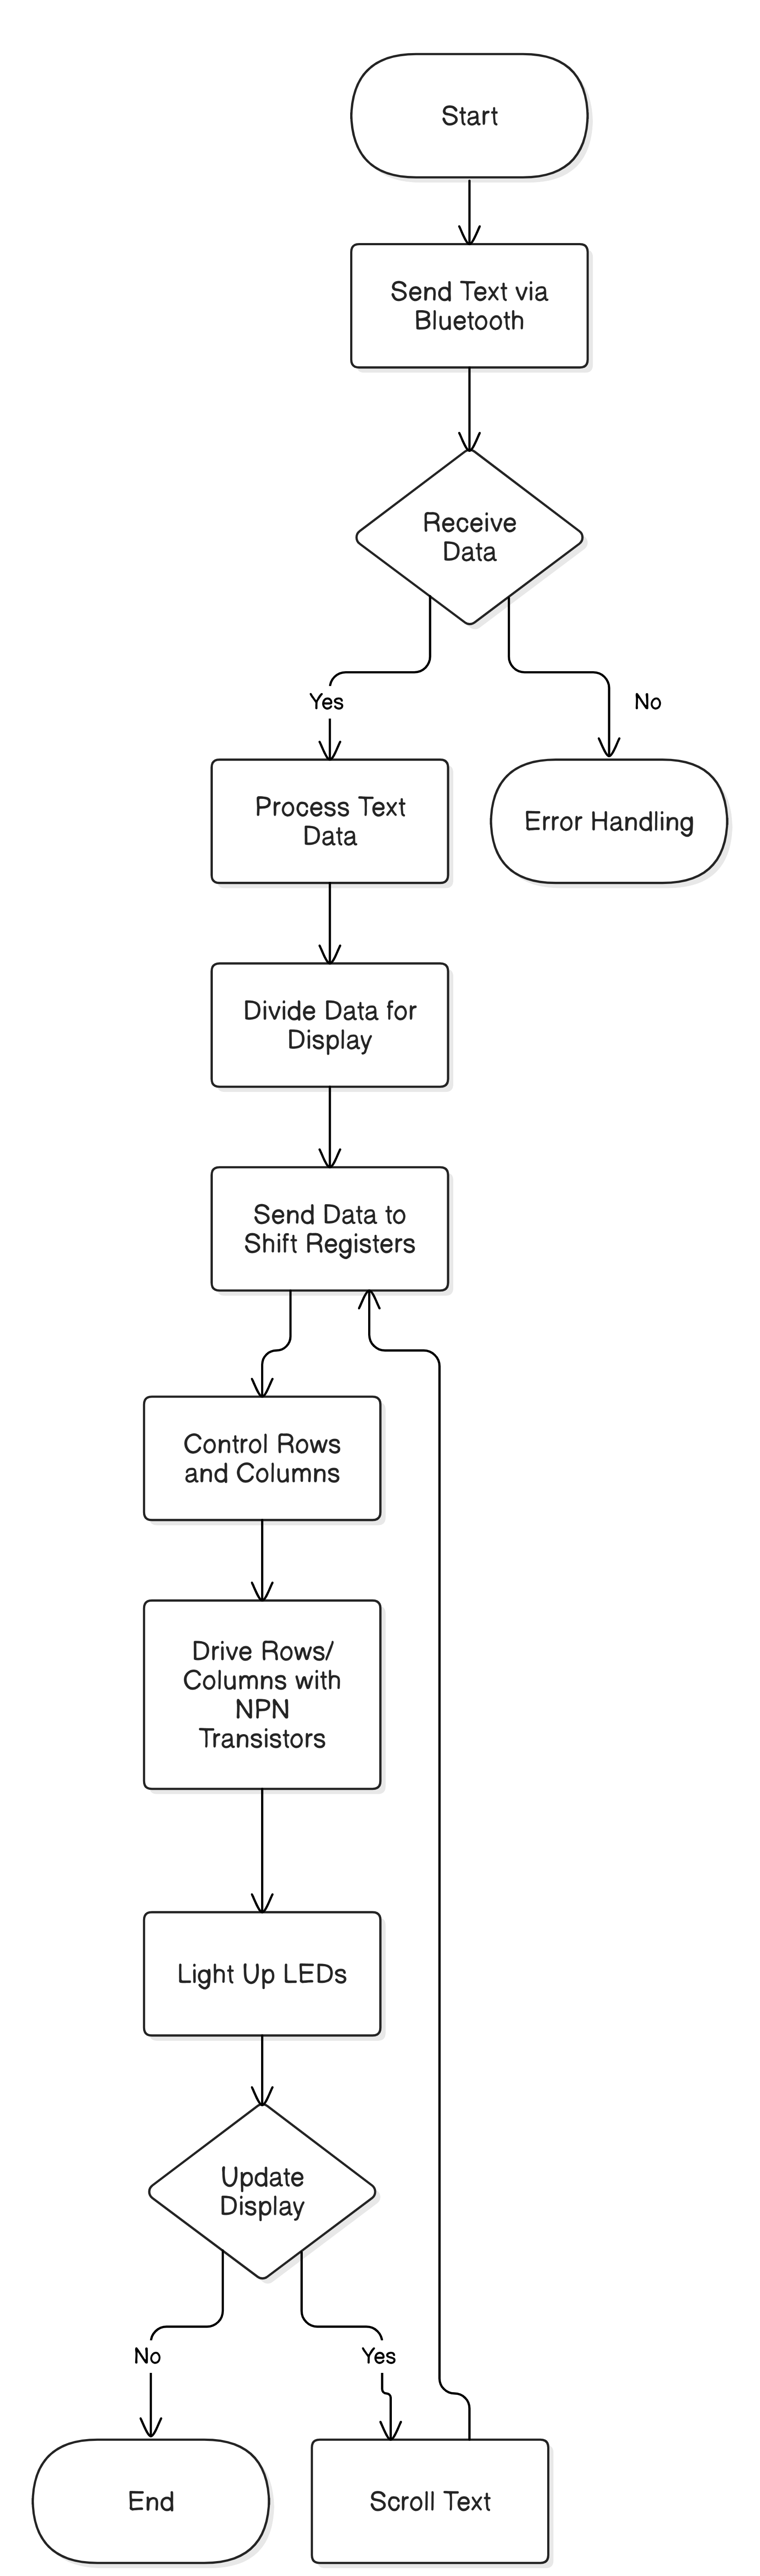 Start
Send Text via
Bluetooth
Receive
Data
Yes
No
Process Text
Data
Error Handling
Divide Data for
Display
Send Data to
Shift Registers
Control Rows
and Columns
Drive Rows/
Columns with
NPN
Transistors
Light Up LEDs
Update
Display
No
Yes
End
Scroll Text